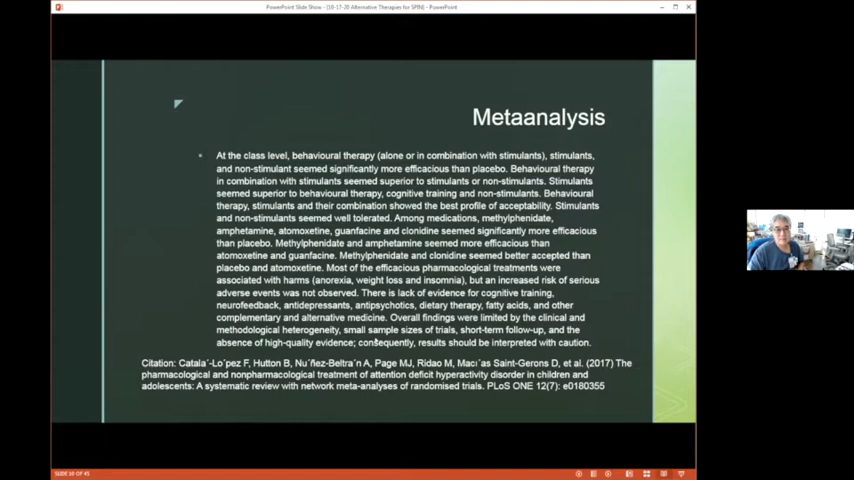 PowerPoint Slide Show - [10-17-20 Alternative Therapies for SPIN] - PowerPoint
Metaanalysis
At the class level, behavioural therapy (alone or in combination with stimulants), stimulants,
and non-stimulant seemed significantly more efficacious than placebo. Behavioural therapy
in combination with stimulants seemed superior to stimulants or non-stimulants. Stimulants
seemed superior to behavioural therapy, cognitive training and non-stimulants. Behavioural
therapy, stimulants and their combination showed the best profile of acceptability. Stimulants
and non-stimulants seemed well tolerated. Among medications, methylphenidate,
amphetamine, atomoxetine, guanfacine and clonidine seemed significantly more efficacious
than placebo. Methylphenidate and amphetamine seemed more efficacious than
atomoxetine and guanfacine. Methylphenidate and clonidine seemed better accepted than
placebo and atomoxetine. Most of the efficacious pharmacological treatments were
associated with harms (anorexia, weight loss and insomnia), but an increased risk of serious
adverse events was not observed. There is lack of evidence for cognitive training,
neurofeedback, antidepressants, antipsychotics, dietary therapy, fatty acids, and other
complementary and alternative medicine. Overall findings were limited by the clinical and
methodological heterogeneity, small sample sizes of trials, short-term follow-up, and the
absence of high-quality evidence; consequently, results should be interpreted with caution.
Citation: Catala´-Lo´pez F, Hutton B, Nu´ñez-Beltra´n A, Page MJ, Ridao M, Macı´as Saint-Gerons D, et al. (2017) The
pharmacological and nonpharmacological treatment of attention deficit hyperactivity disorder in children and
adolescents: A systematic review with network meta-analyses of randomised trials. PLoS ONE 12(7): e0180355
SLIDE 10 OF 45